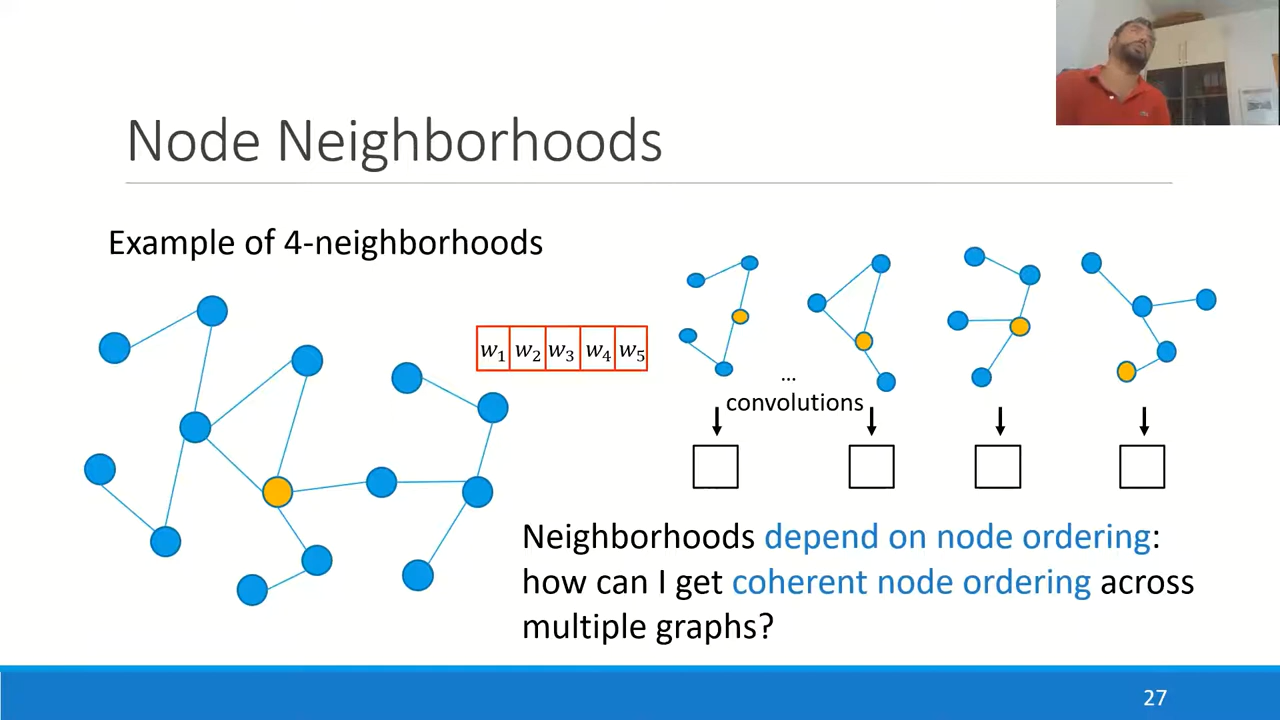 Node Neighborhoods
Example of 4-neighborhoods
w1 w2 w3 w4 w5
...
convolutions
Neighborhoods depend on node ordering:
how can I get coherent node ordering across
multiple graphs?
27